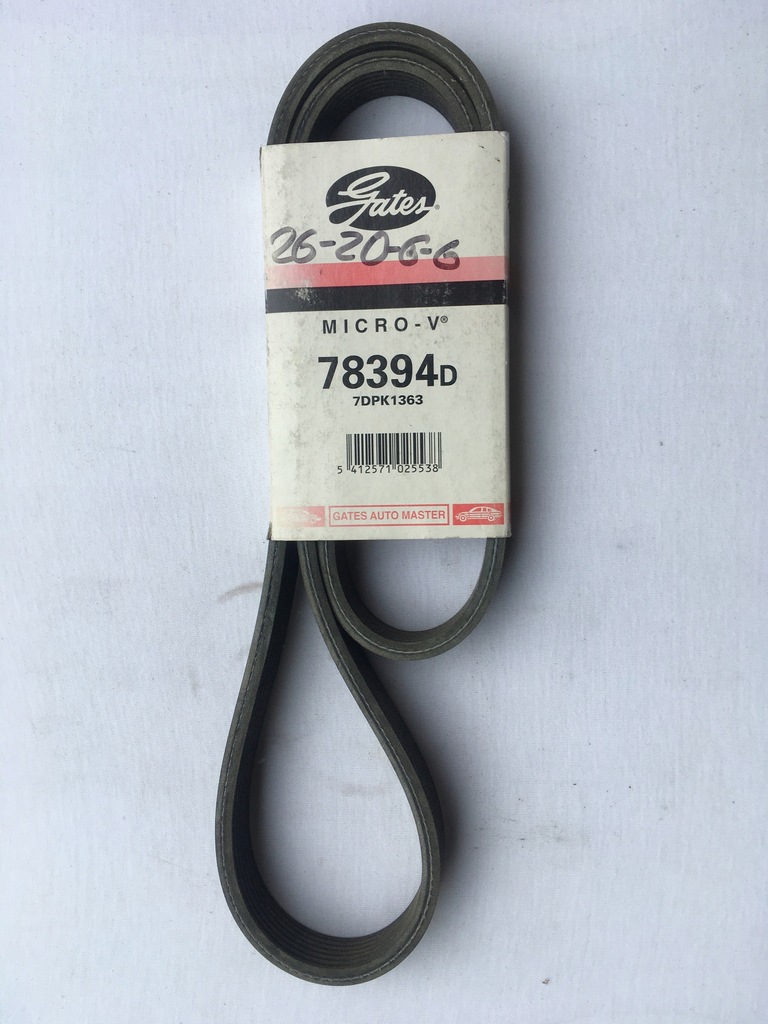 Gates®
26-20-6-6
MICRO-V®
78394D
7DPK1363
5 412571 025538
GATES AUTO MASTER